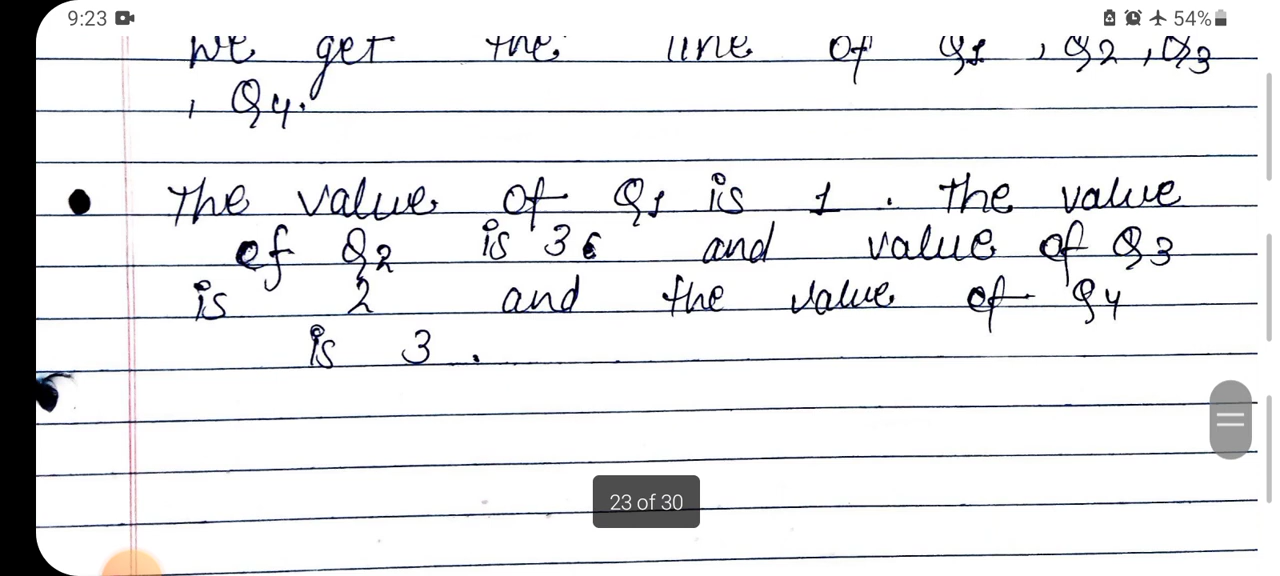 9:23 54%
we get the line of Q1 , Q2 , Q3
, Q4.
The value of Q1 is 1 . The value
of Q2 is 36 and value of Q3
is 2 and the value of Q4
is 3 .
23 of 30